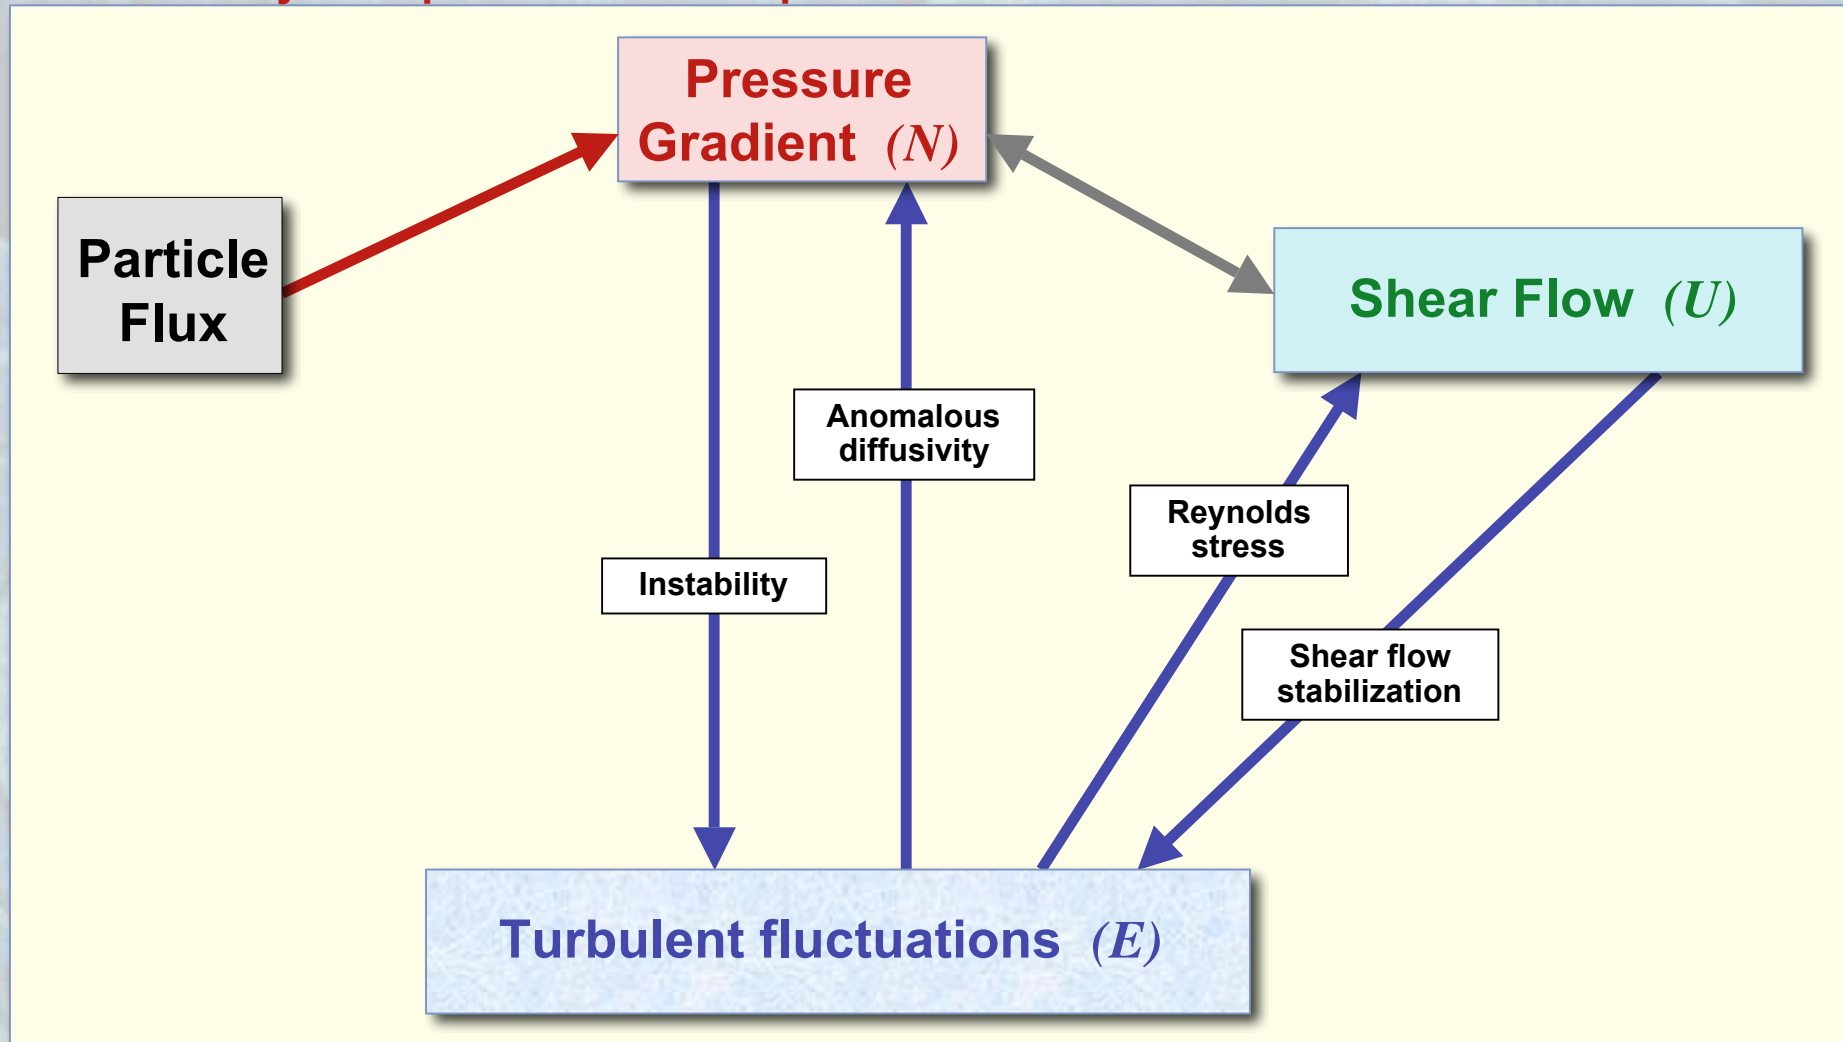 Pressure
Gradient (N)
Particle
Flux
Shear Flow (U)
Anomalous
diffusivity
Reynolds
stress
Instability
Shear flow
stabilization
Turbulent fluctuations (E)